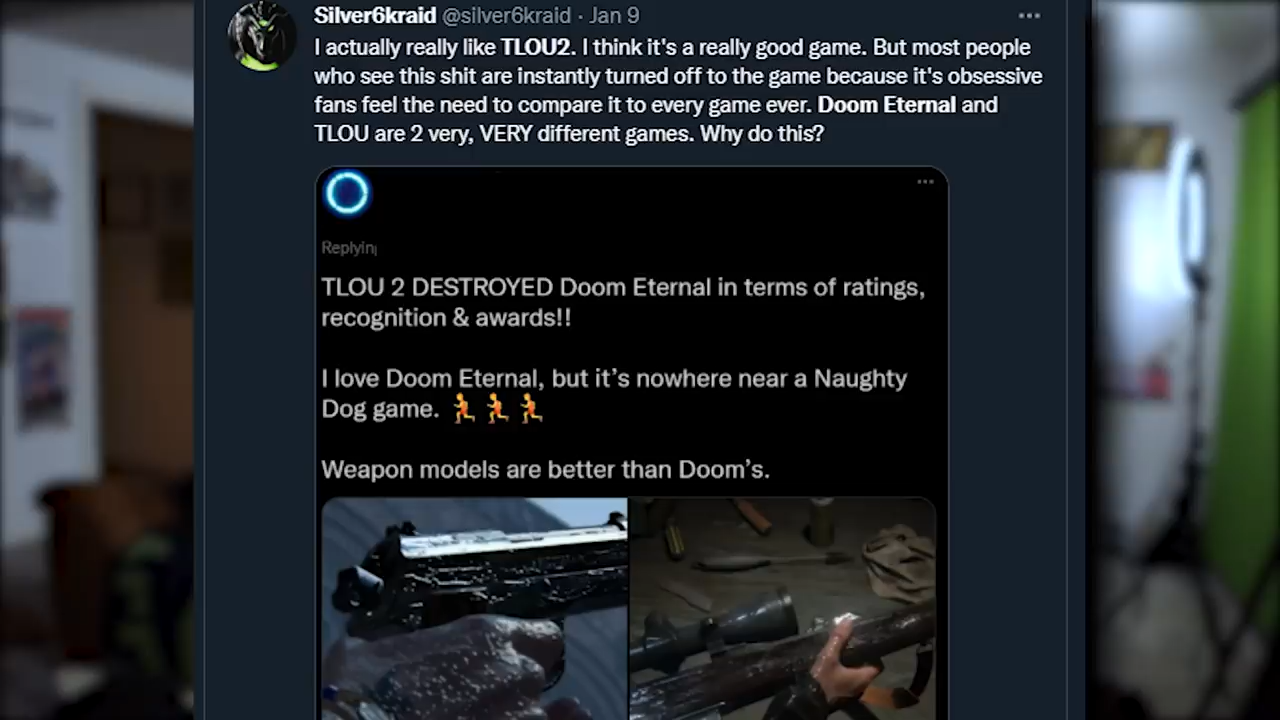 Silver6kraid @silver6kraid · Jan 9
I actually really like TLOU2. I think it's a really good game. But most people
who see this shit are instantly turned off to the game because it's obsessive
fans feel the need to compare it to every game ever. Doom Eternal and
TLOU are 2 very, VERY different games. Why do this?
Replyin
TLOU 2 DESTROYED Doom Eternal in terms of ratings,
recognition & awards!!
I love Doom Eternal, but it’s nowhere near a Naughty
Dog game. 🏃🏃🏃
Weapon models are better than Doom’s.